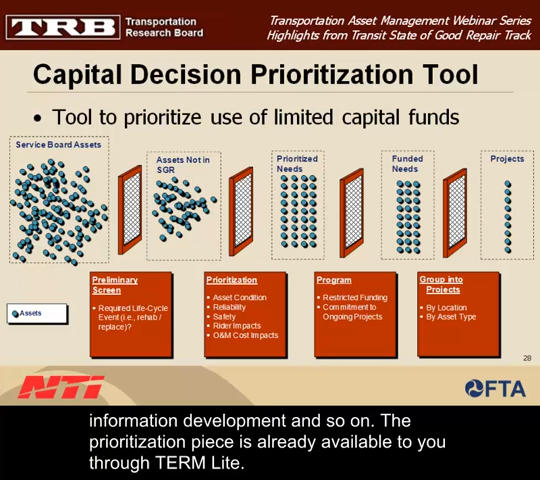 TRB
Transportation
Research Board
Transportation Asset Management Webinar Series
Highlights from Transit State of Good Repair Track
Capital Decision Prioritization Tool
• Tool to prioritize use of limited capital funds
Service Board Assets
Assets Not in
SGR
Prioritized
Needs
Funded
Needs
Projects
Assets
Preliminary
Screen
• Required Life-Cycle
Event (i.e., rehab /
replace)?
Prioritization
• Asset Condition
• Reliability
• Safety
• Rider Impacts
• O&M Cost Impacts
Program
• Restricted Funding
• Commitment to
Ongoing Projects
Group into
Projects
• By Location
• By Asset Type
28
NTI
FTA
information development and so on. The
prioritization piece is already available to you
through TERM Lite.